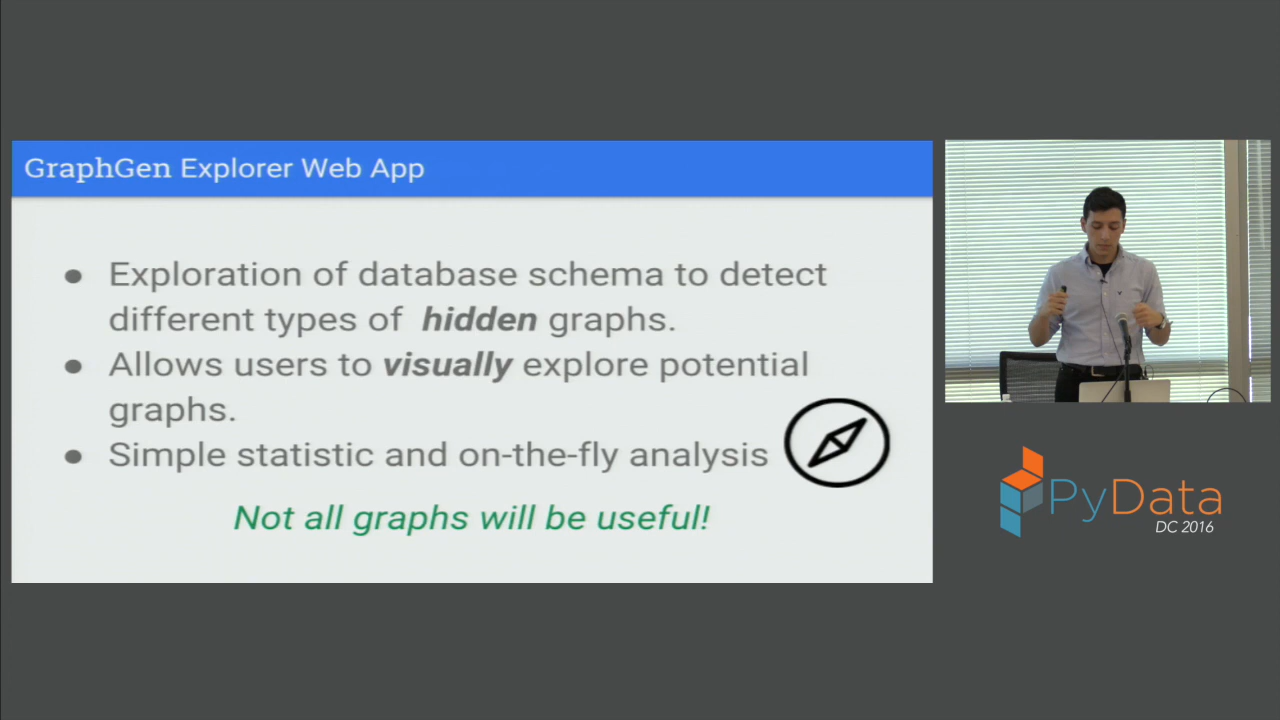 GraphGen Explorer Web App
● Exploration of database schema to detect
different types of hidden graphs.
● Allows users to visually explore potential
graphs.
● Simple statistic and on-the-fly analysis
Not all graphs will be useful!
PyData
DC 2016